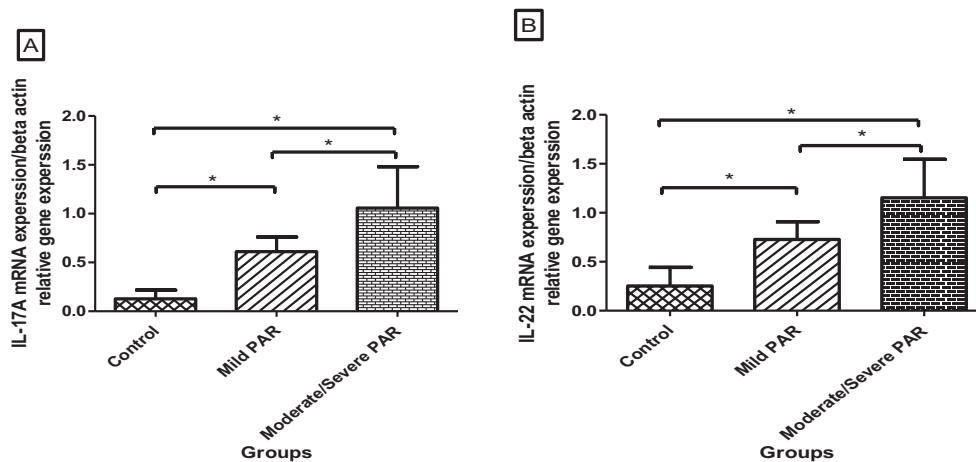 A
IL-17A mRNA experssion/beta actin
relative gene experssion
2.0
1.5
1.0
0.5
0.0
*
*
*
Control
Mild PAR
Moderate/Severe PAR
Groups
B
IL-22 mRNA experssion/beta actin
relative gene experssion
2.0
1.5
1.0
0.5
0.0
*
*
*
Control
Mild PAR
Moderate/Severe PAR
Groups